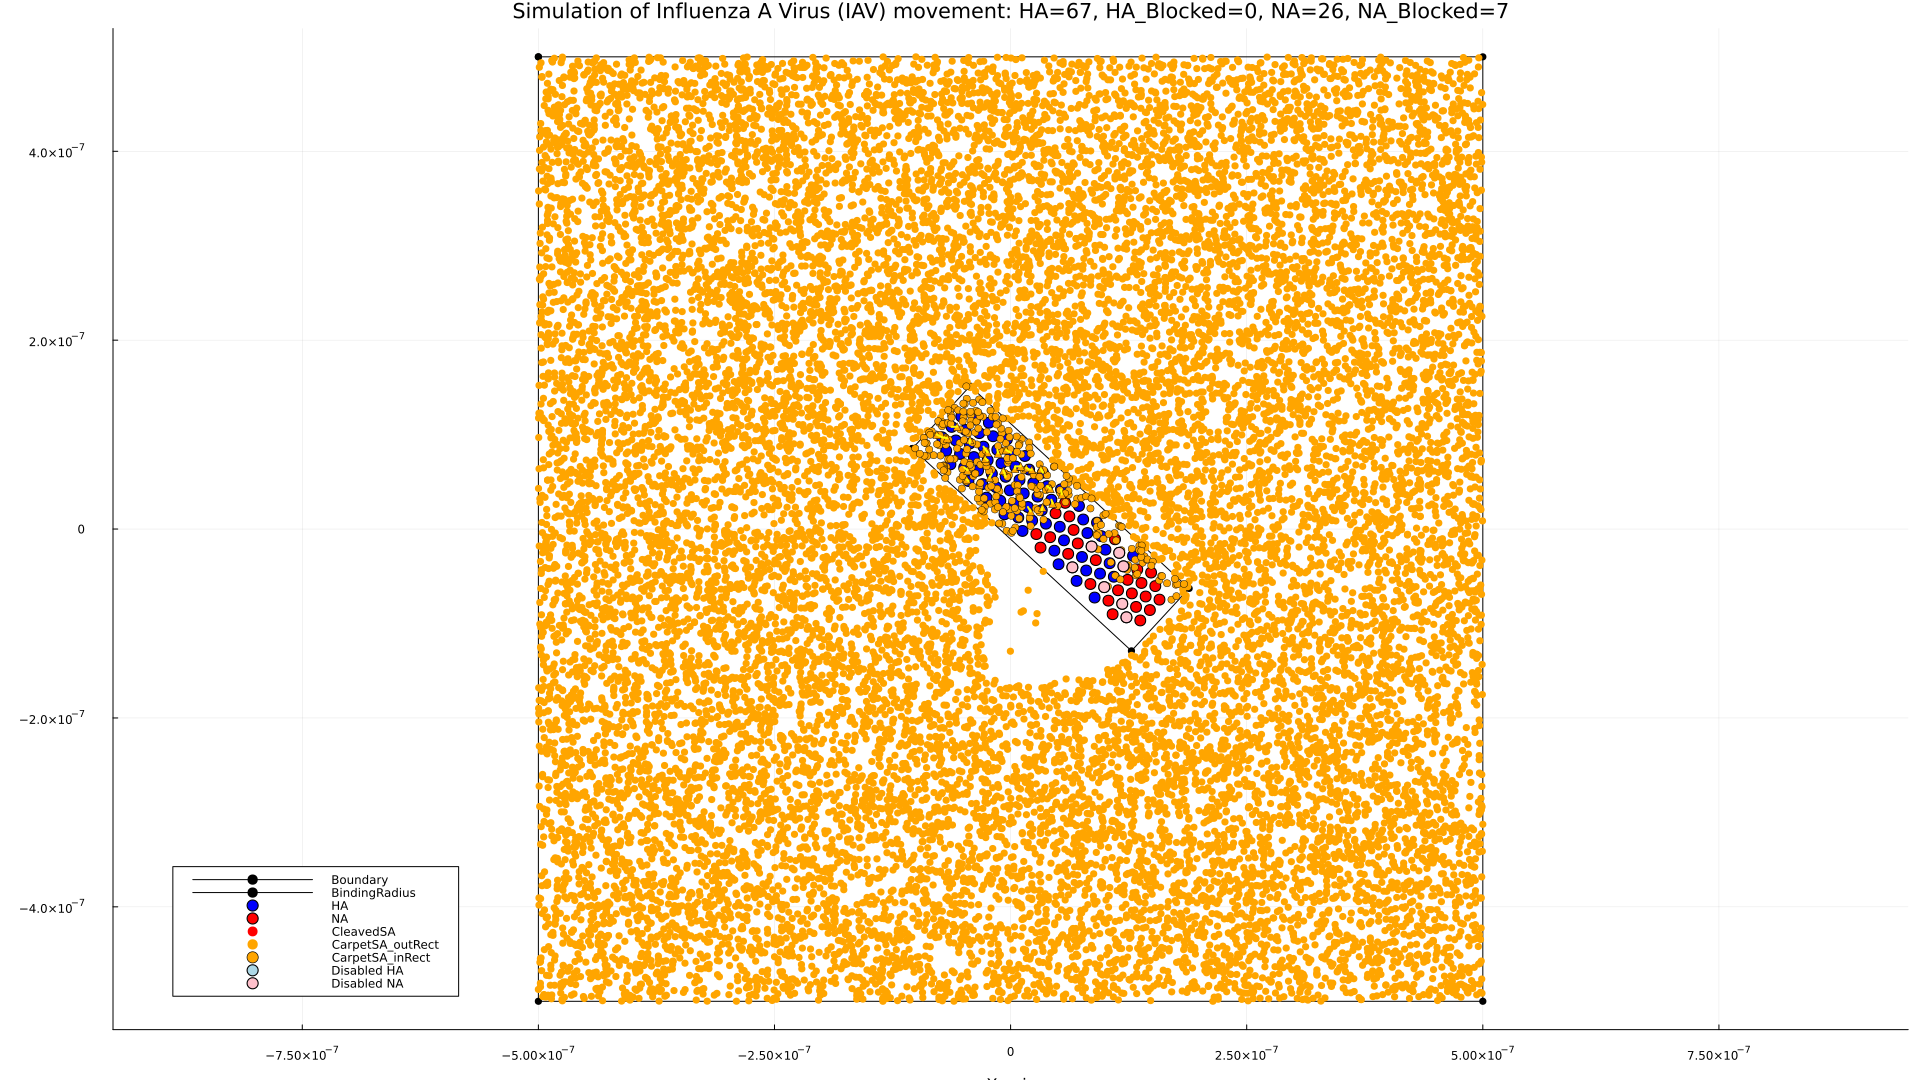 Simulation of Influenza A Virus (IAV) movement: HA=67, HA_Blocked=0, NA=26, NA_Blocked=7
4.0×10⁻⁷
2.0×10⁻⁷
0
−2.0×10⁻⁷
−4.0×10⁻⁷
Boundary
BindingRadius
HA
NA
CleavedSA
CarpetSA_outRect
CarpetSA_inRect
Disabled HA
Disabled NA
−7.50×10⁻⁷ −5.00×10⁻⁷ −2.50×10⁻⁷ 0 2.50×10⁻⁷ 5.00×10⁻⁷ 7.50×10⁻⁷